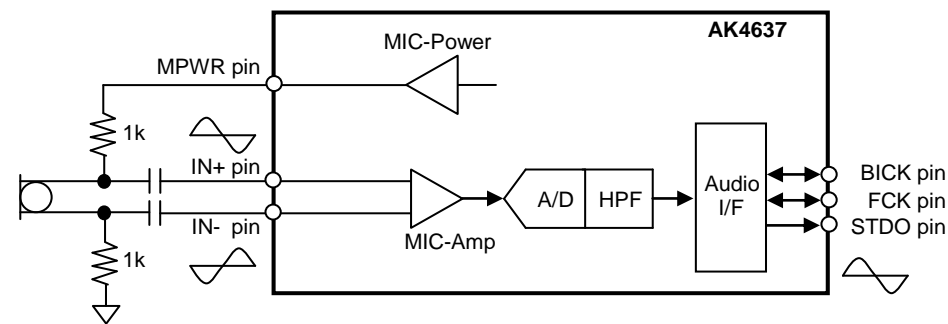 AK4637
MIC-Power
MPWR pin
1k
IN+ pin
A/D
HPF
Audio
I/F
BICK pin
FCK pin
STDO pin
IN- pin
MIC-Amp
1k